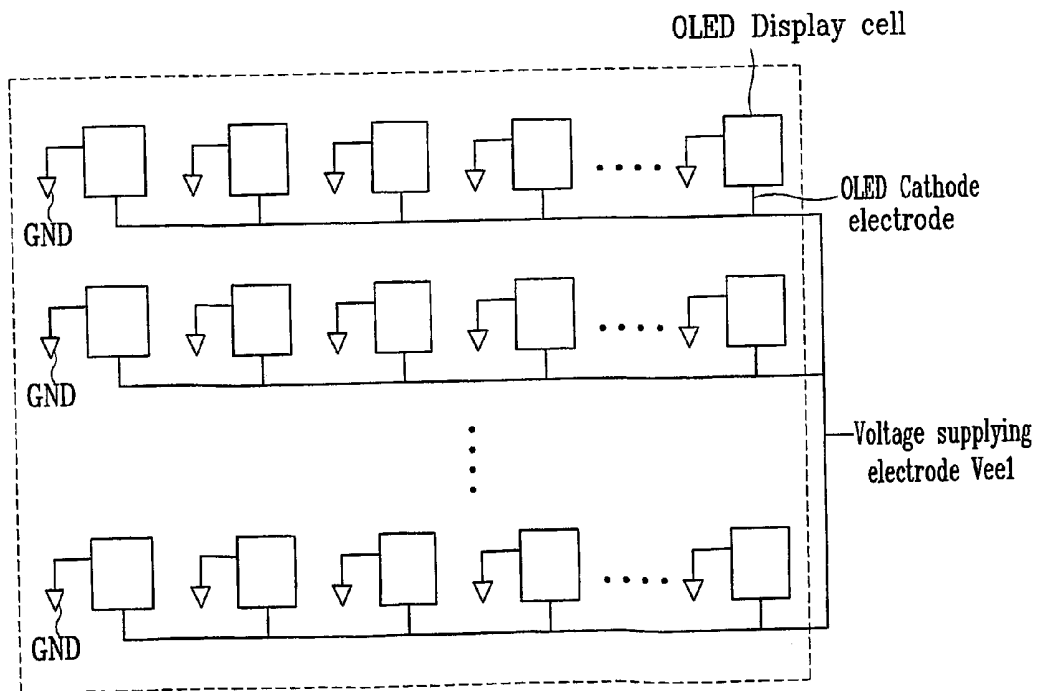 OLED Display cell
OLED Cathode
electrode
GND
GND
Voltage supplying
electrode Vee1
GND